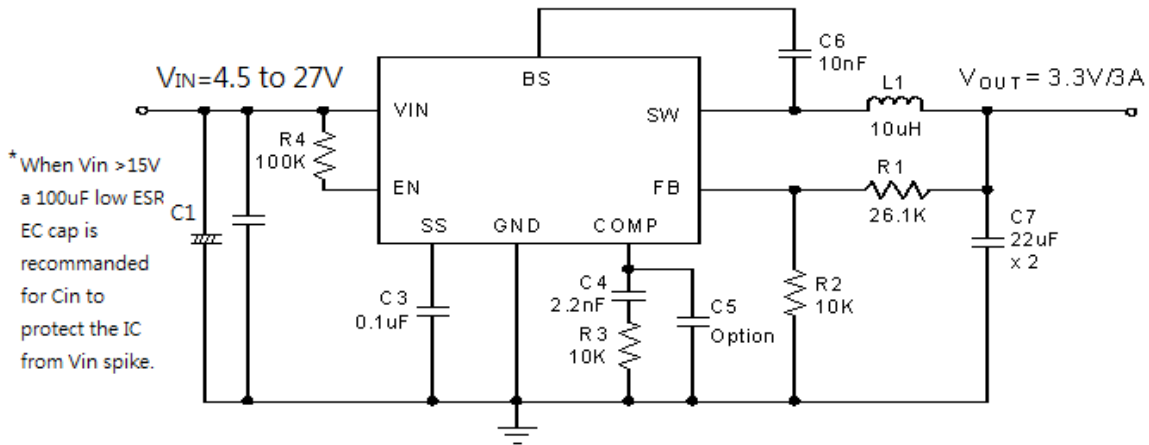 VIN=4.5 to 27V
*When Vin >15V
a 100uF low ESR
EC cap is
recommanded
for Cin to
protect the IC
from Vin spike.
C1
R4
100K
VIN
EN
BS
SW
FB
SS
GND
COMP
C6
10nF
L1
10uH
VOUT = 3.3V/3A
R1
26.1K
C7
22uF
x 2
R2
10K
C3
0.1uF
C4
2.2nF
R3
10K
C5
Option